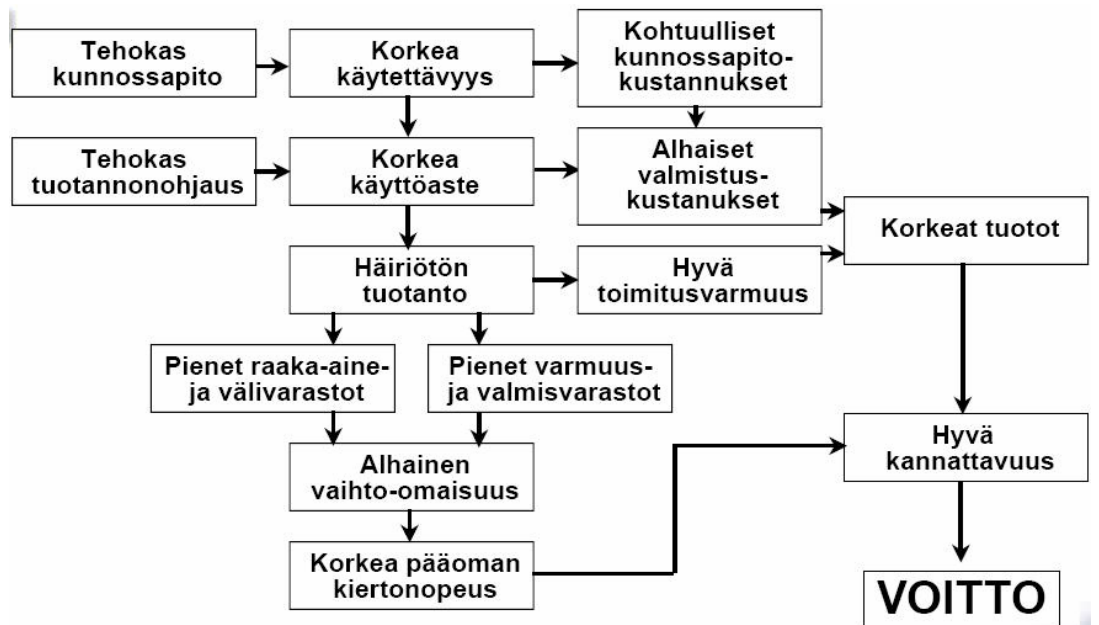 Tehokas
kunnossapito
Korkea
käytettävyys
Kohtuulliset
kunnossapito-
kustannukset
Tehokas
tuotannonohjaus
Korkea
käyttöaste
Alhaiset
valmistus-
kustanukset
Korkeat tuotot
Häiriötön
tuotanto
Hyvä
toimitusvarmuus
Pienet raaka-aine-
ja välivarastot
Pienet varmuus-
ja valmisvarastot
Alhainen
vaihto-omaisuus
Hyvä
kannattavuus
Korkea pääoman
kiertonopeus
VOITTO